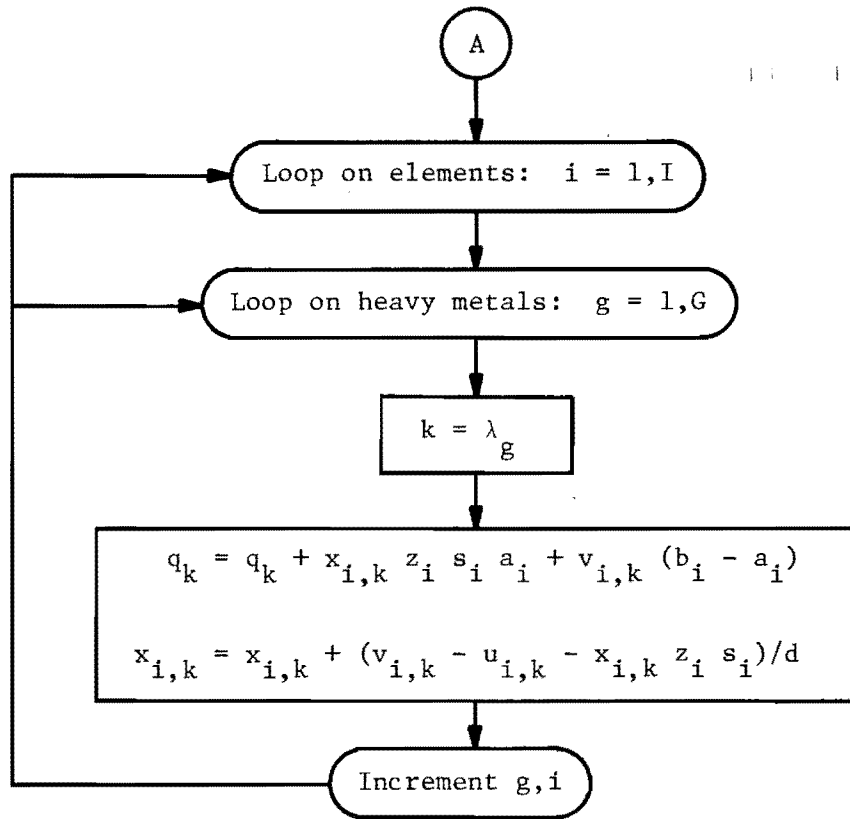 A
Loop on elements: i = 1,I
Loop on heavy metals: g = 1,G
k = λ_g
q_k = q_k + x_{i,k} z_i s_i a_i + v_{i,k} (b_i - a_i)
x_{i,k} = x_{i,k} + (v_{i,k} - u_{i,k} - x_{i,k} z_i s_i)/d
Increment g,i